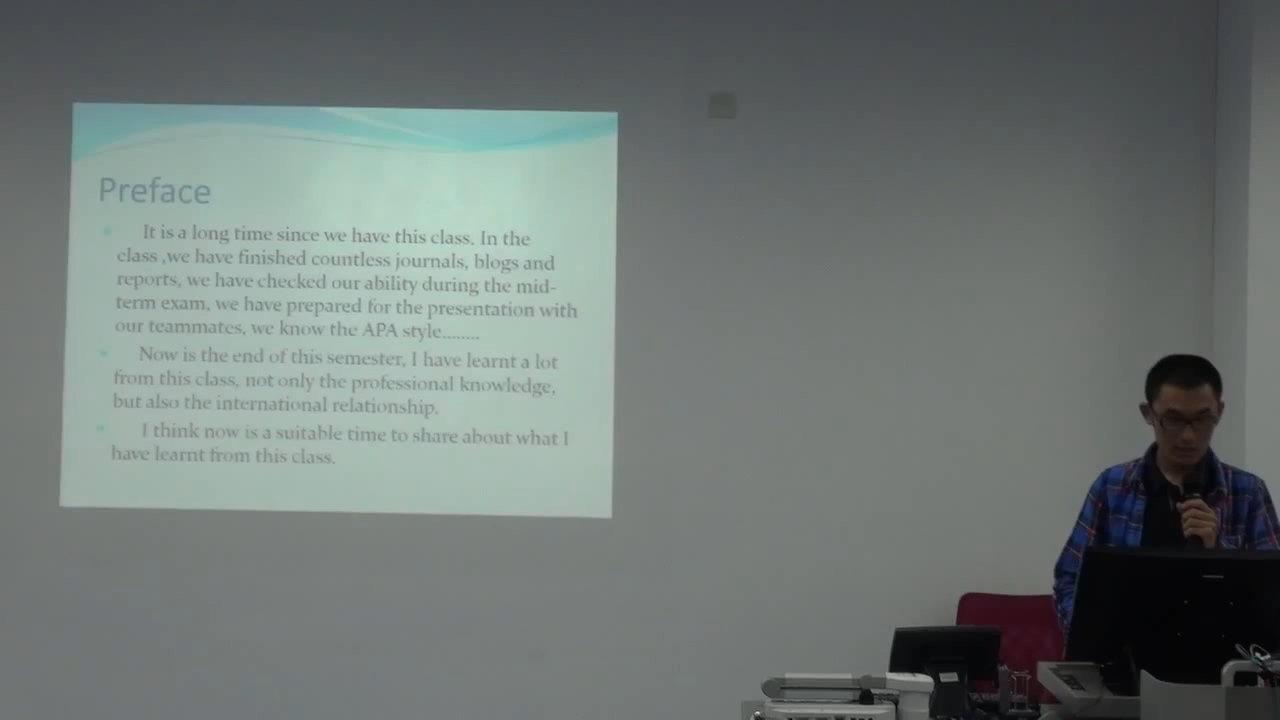 Preface
It is a long time since we have this class. In the
class ,we have finished countless journals, blogs and
reports, we have checked our ability during the mid-
term exam, we have prepared for the presentation with
our teammates, we know the APA style........
Now is the end of this semester, I have learnt a lot
from this class, not only the professional knowledge,
but also the international relationship.
I think now is a suitable time to share about what I
have learnt from this class.